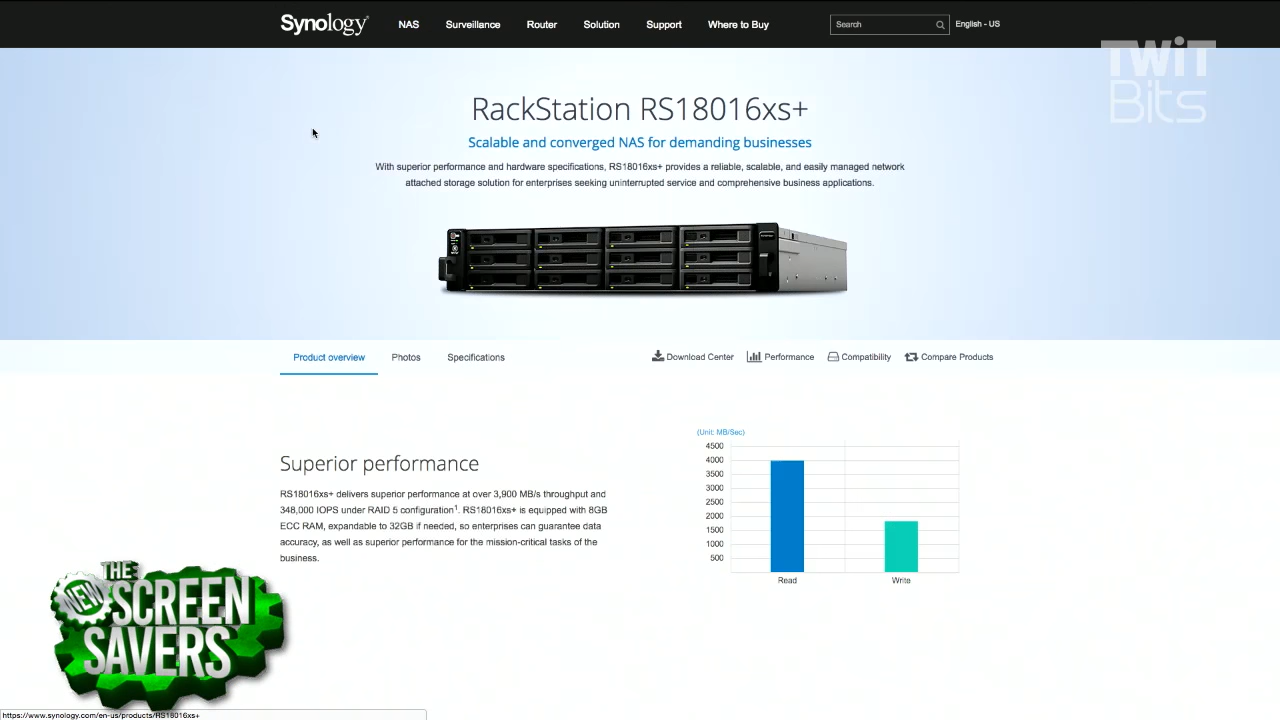 Synology NAS Surveillance Router Solution Support Where to Buy Search English - US
TWiT
Bits
RackStation RS18016xs+
Scalable and converged NAS for demanding businesses
With superior performance and hardware specifications, RS18016xs+ provides a reliable, scalable, and easily managed network
attached storage solution for enterprises seeking uninterrupted service and comprehensive business applications.
Product overview Photos Specifications Download Center Performance Compatibility Compare Products
(Unit: MB/Sec)
4500
4000
3500
3000
2500
2000
1500
1000
500
Read Write
Superior performance
RS18016xs+ delivers superior performance at over 3,900 MB/s throughput and
348,000 IOPS under RAID 5 configuration1. RS18016xs+ is equipped with 8GB
ECC RAM, expandable to 32GB if needed, so enterprises can guarantee data
accuracy, as well as superior performance for the mission-critical tasks of the
business.
THE
NEW SCREEN
SAVERS
https://www.synology.com/en-us/products/RS18016xs+